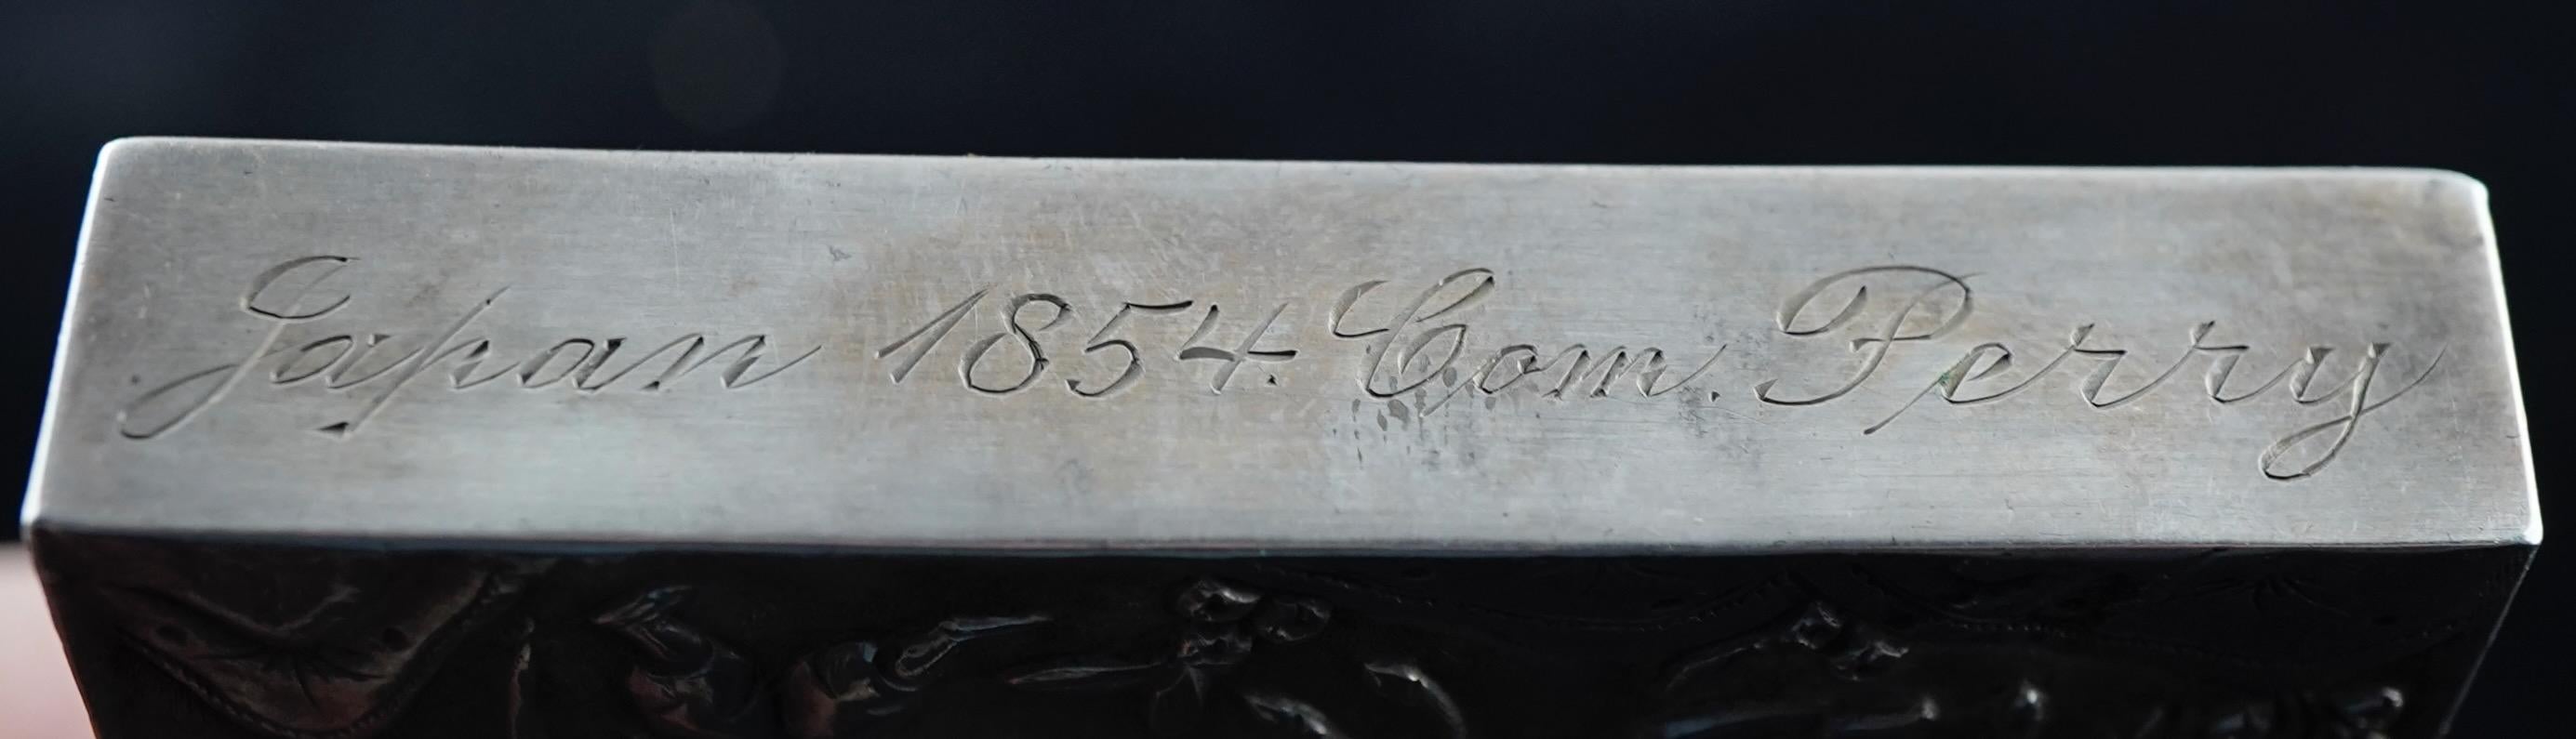 Japan 1854. Com. Perry